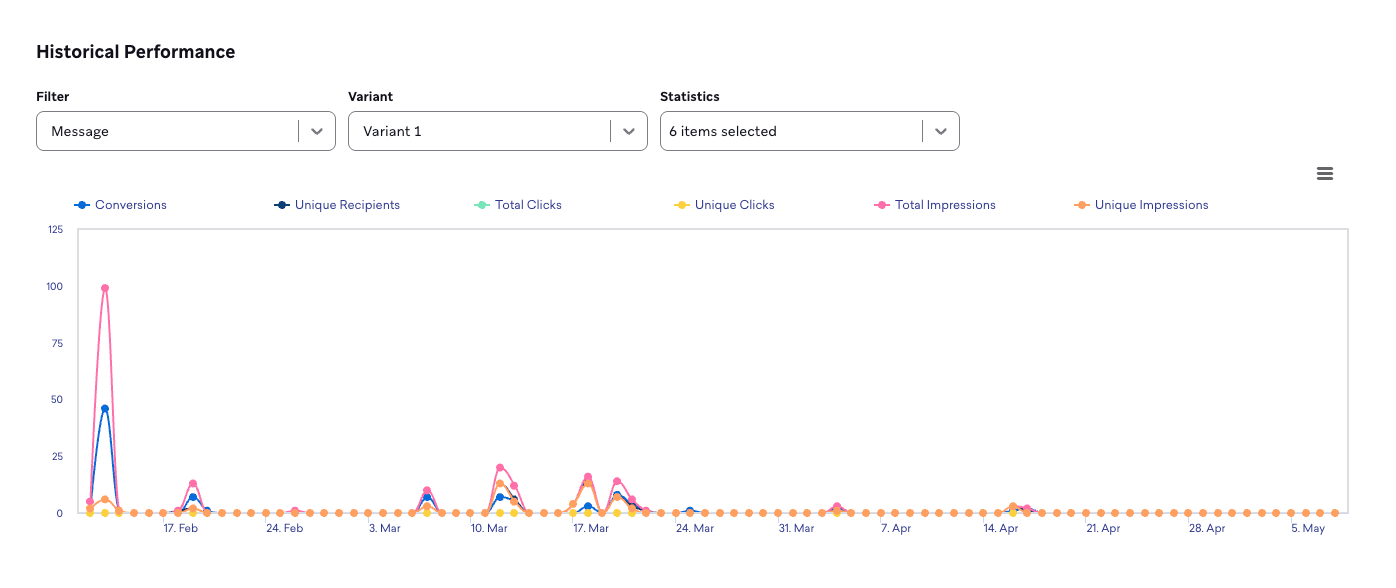 Historical Performance
Filter
Variant
Statistics
Message
Variant 1
6 items selected
Conversions
Unique Recipients
Total Clicks
Unique Clicks
Total Impressions
Unique Impressions
125
100
75
50
25
0
17. Feb
24. Feb
3. Mar
10. Mar
17. Mar
24. Mar
31. Mar
7. Apr
14. Apr
21. Apr
28. Apr
5. May